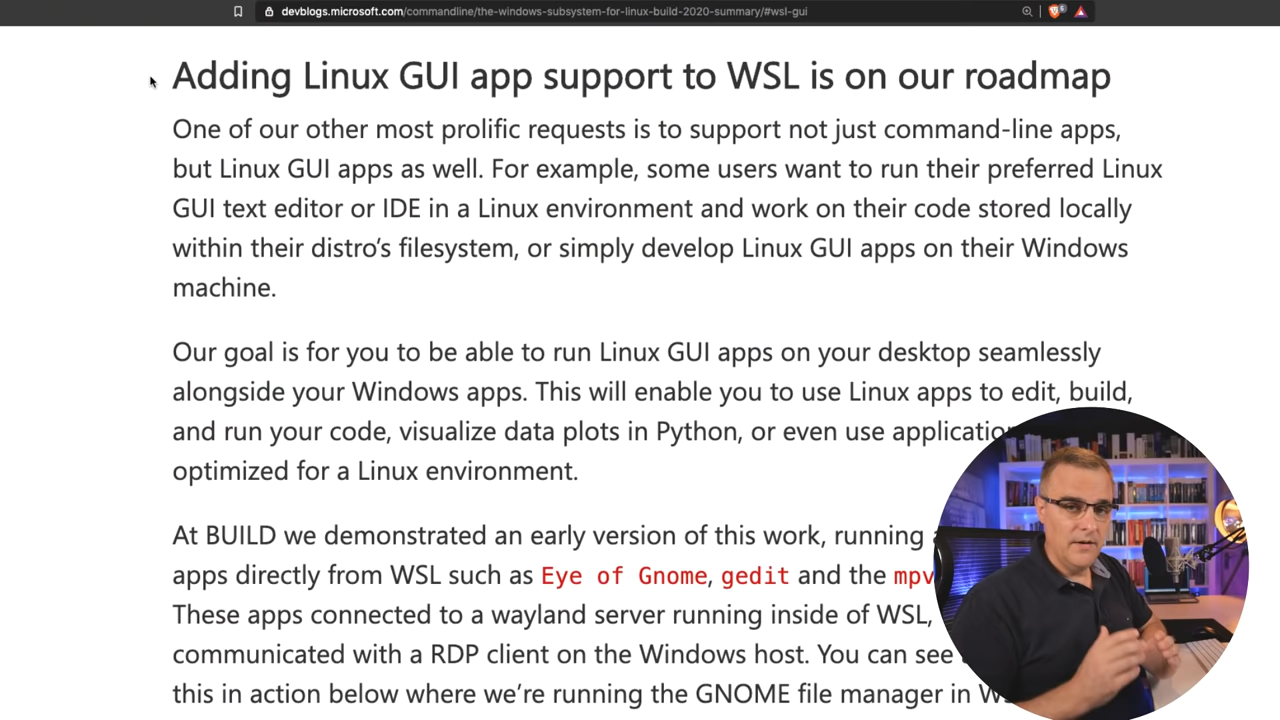 devblogs.microsoft.com/commandline/the-windows-subsystem-for-linux-build-2020-summary/#wsl-gui
Adding Linux GUI app support to WSL is on our roadmap
One of our other most prolific requests is to support not just command-line apps,
but Linux GUI apps as well. For example, some users want to run their preferred Linux
GUI text editor or IDE in a Linux environment and work on their code stored locally
within their distro's filesystem, or simply develop Linux GUI apps on their Windows
machine.
Our goal is for you to be able to run Linux GUI apps on your desktop seamlessly
alongside your Windows apps. This will enable you to use Linux apps to edit, build,
and run your code, visualize data plots in Python, or even use
optimized for a Linux environment.
At BUILD we demonstrated an early version of this work, running
apps directly from WSL such as Eye of Gnome, gedit and the mpv
These apps connected to a wayland server running inside of WSL,
communicated with a RDP client on the Windows host. You can see
this in action below where we're running the GNOME file manager in